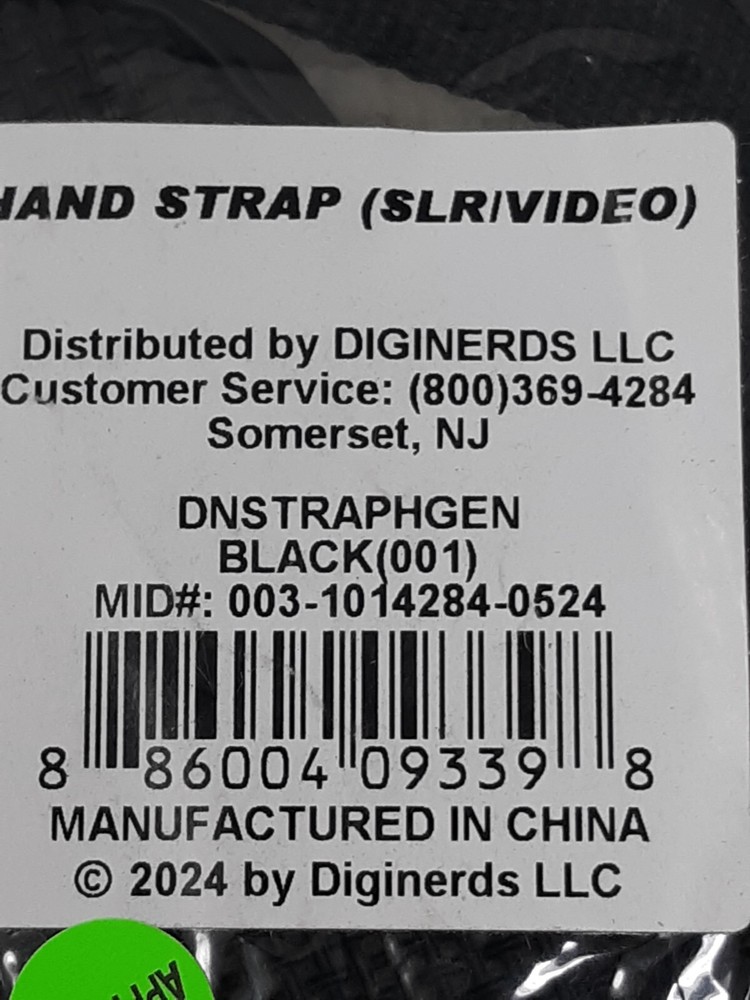 HAND STRAP (SLR/VIDEO)
Distributed by DIGINERDS LLC
Customer Service: (800)369-4284
Somerset, NJ
DNSTRAPHGEN
BLACK(001)
MID#: 003-1014284-0524
8 86004 09339 8
MANUFACTURED IN CHINA
© 2024 by Diginerds LLC